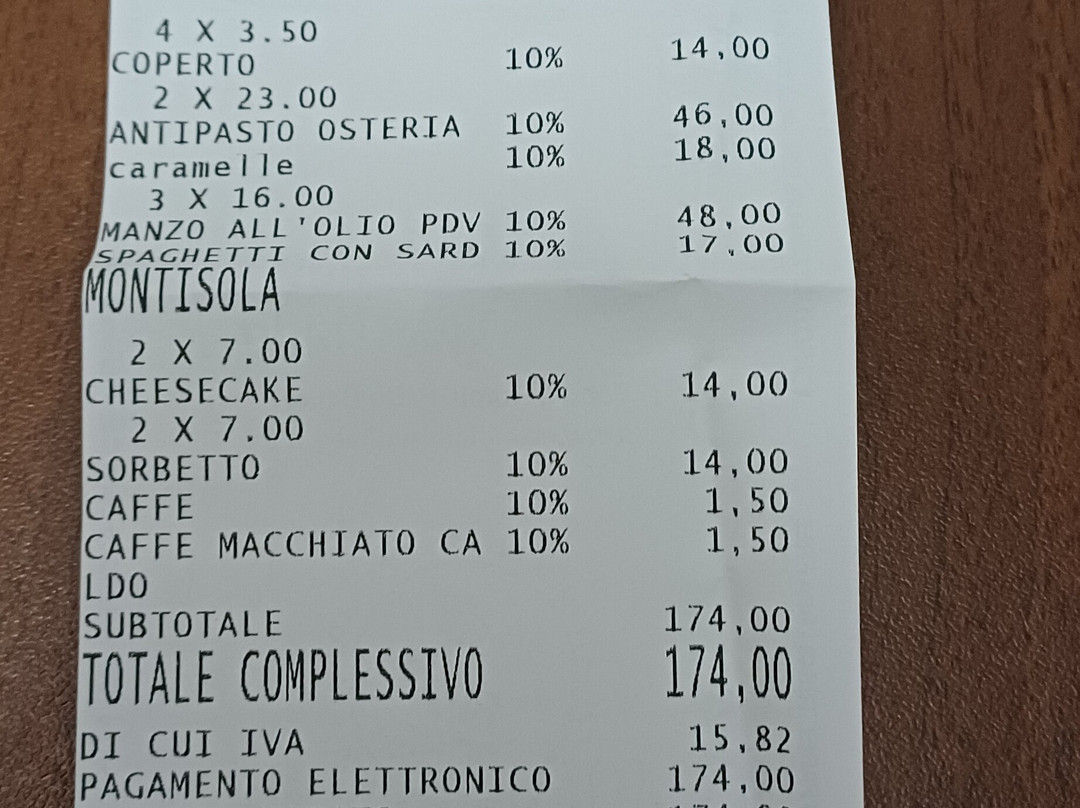 4 X 3.50
COPERTO 10% 14,00
2 X 23.00
ANTIPASTO OSTERIA 10% 46,00
caramelle 10% 18,00
3 X 16.00
MANZO ALL'OLIO PDV 10% 48,00
SPAGHETTI CON SARD 10% 17,00
MONTISOLA
2 X 7.00
CHEESECAKE 10% 14,00
2 X 7.00
SORBETTO 10% 14,00
CAFFE 10% 1,50
CAFFE MACCHIATO CA 10% 1,50
LDO
SUBTOTALE 174,00
TOTALE COMPLESSIVO 174,00
DI CUI IVA 15,82
PAGAMENTO ELETTRONICO 174,00